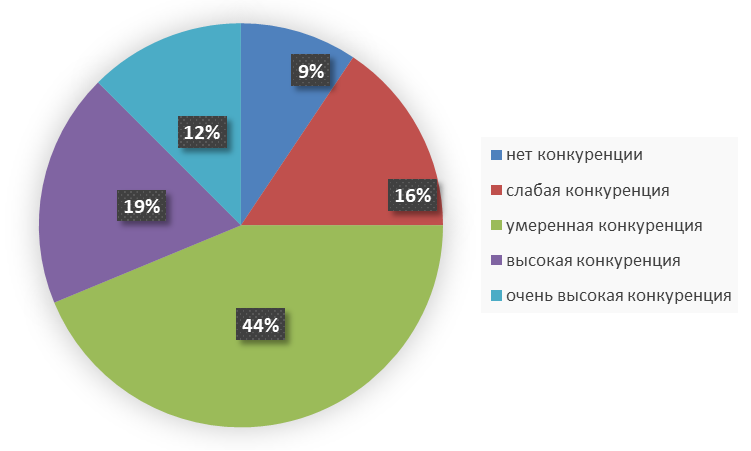 9%
16%
44%
19%
12%
нет конкуренции
слабая конкуренция
умеренная конкуренция
высокая конкуренция
очень высокая конкуренция